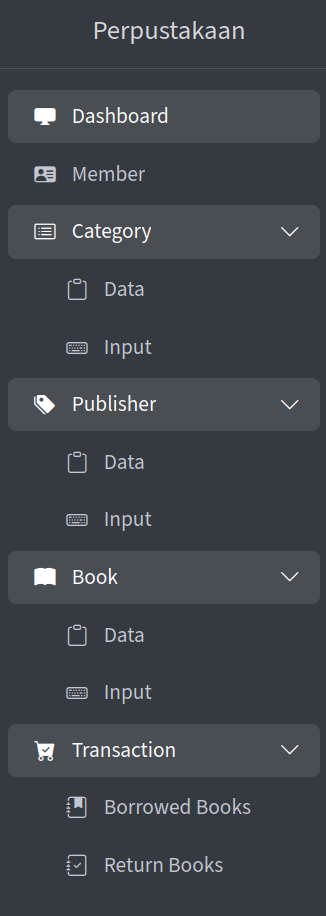 Perpustakaan
Dashboard
Member
Category
Data
Input
Publisher
Data
Input
Book
Data
Input
Transaction
Borrowed Books
Return Books